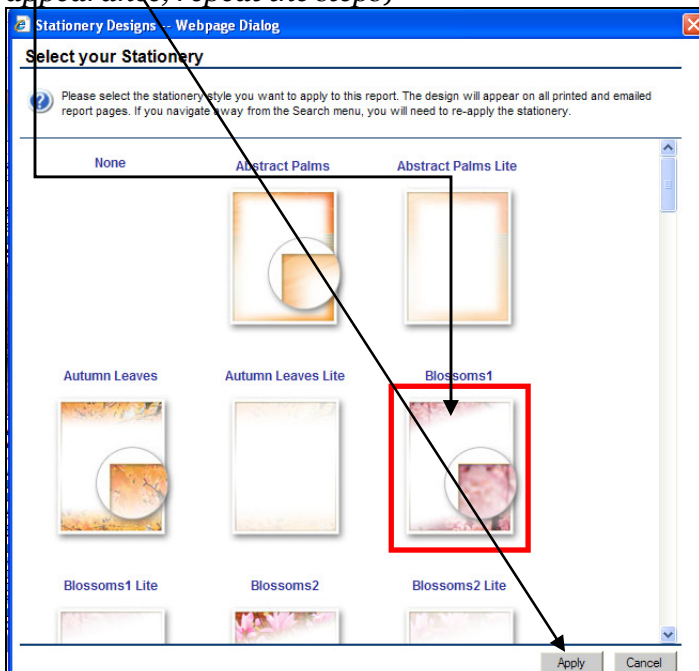 appearance, repeat the steps)
Stationery Designs -- Webpage Dialog
Select your Stationery
Please select the stationery style you want to apply to this report. The design will appear on all printed and emailed
report pages. If you navigate away from the Search menu, you will need to re-apply the stationery.
None Abstract Palms Abstract Palms Lite
Autumn Leaves Autumn Leaves Lite Blossoms1
Blossoms1 Lite Blossoms2 Blossoms2 Lite
Apply Cancel